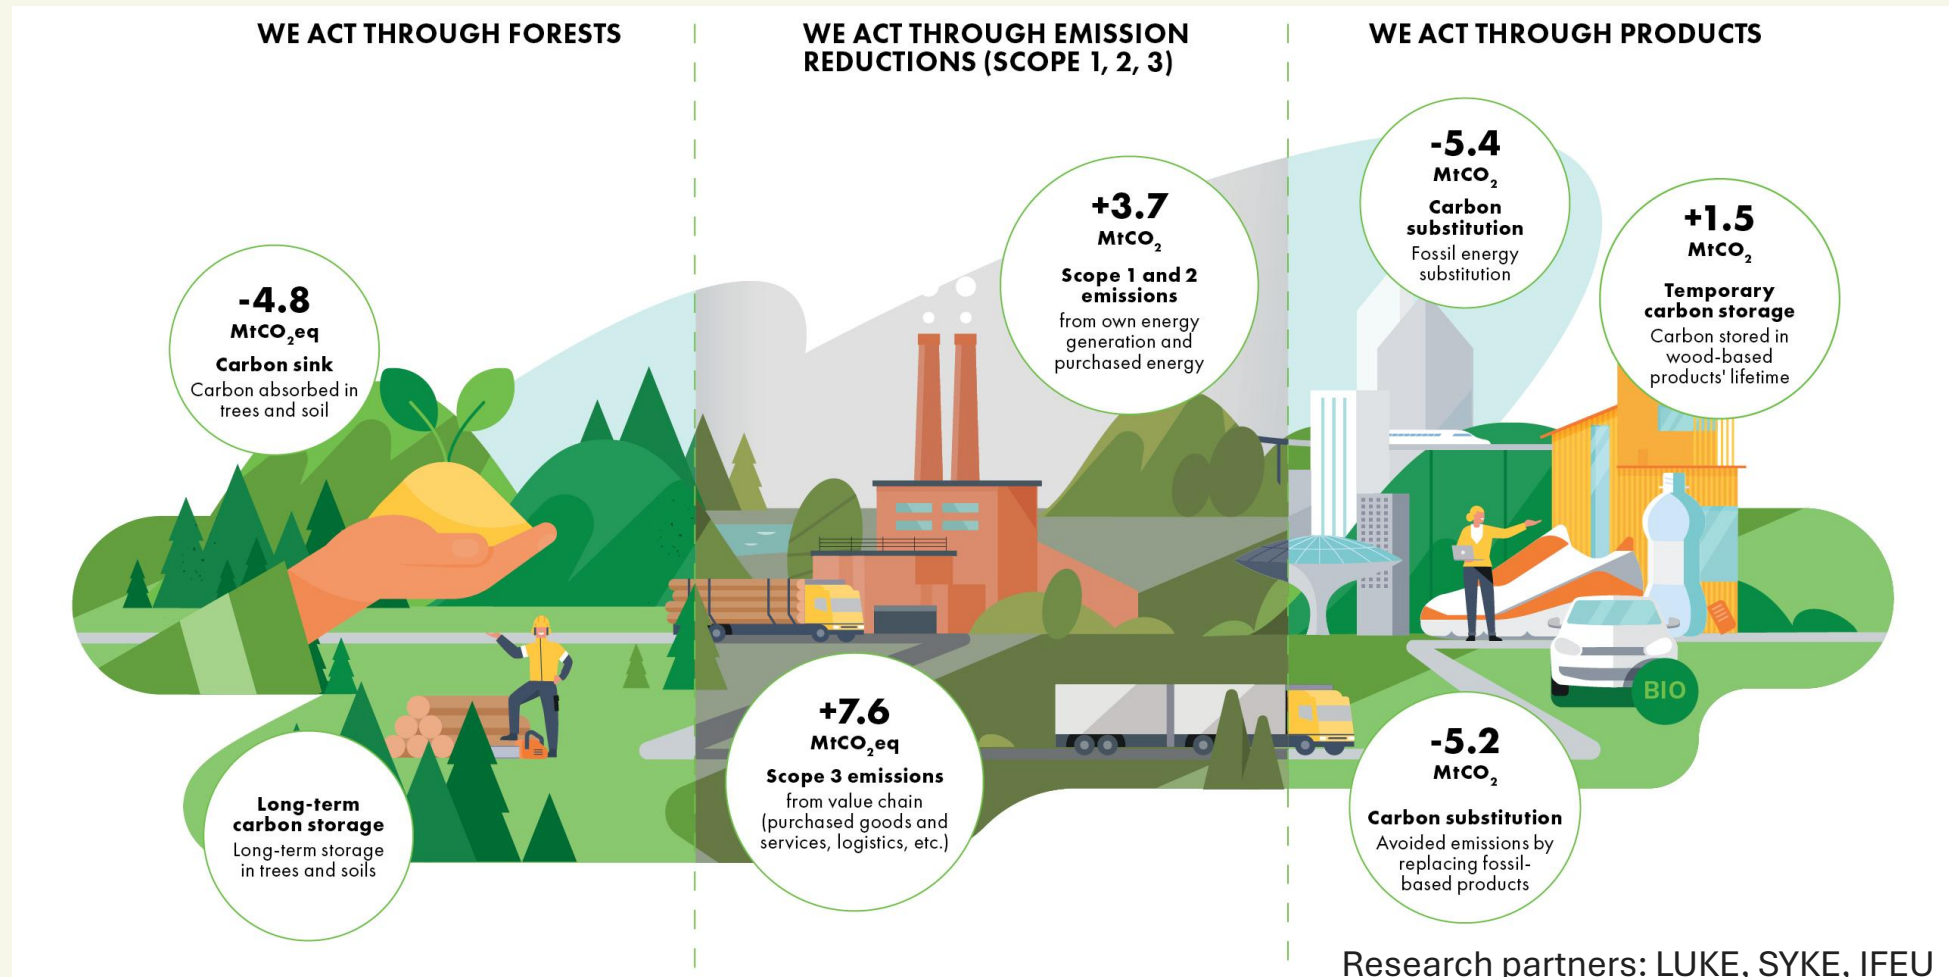 WE ACT THROUGH FORESTS
-4.8
MtCO₂eq
Carbon sink
Carbon absorbed in
trees and soil
Long-term
carbon storage
Long-term storage
in trees and soils
WE ACT THROUGH EMISSION
REDUCTIONS (SCOPE 1, 2, 3)
+3.7
MtCO₂
Scope 1 and 2
emissions
from own energy
generation and
purchased energy
+7.6
MtCO₂eq
Scope 3 emissions
from value chain
(purchased goods and
services, logistics, etc.)
WE ACT THROUGH PRODUCTS
-5.4
MtCO₂
Carbon
substitution
Fossil energy
substitution
+1.5
MtCO₂
Temporary
carbon storage
Carbon stored in
wood-based
products' lifetime
BIO
-5.2
MtCO₂
Carbon substitution
Avoided emissions by
replacing fossil-
based products
Research partners: LUKE, SYKE, IFEU